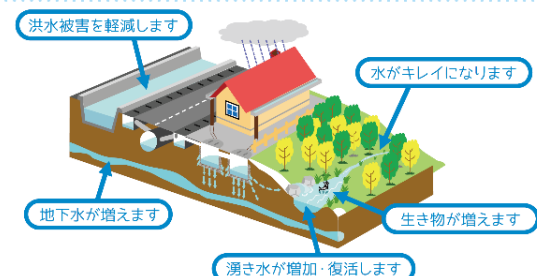 洪水被害を軽減します
水がキレイになります
地下水が増えます
生き物が増えます
湧き水が増加・復活します